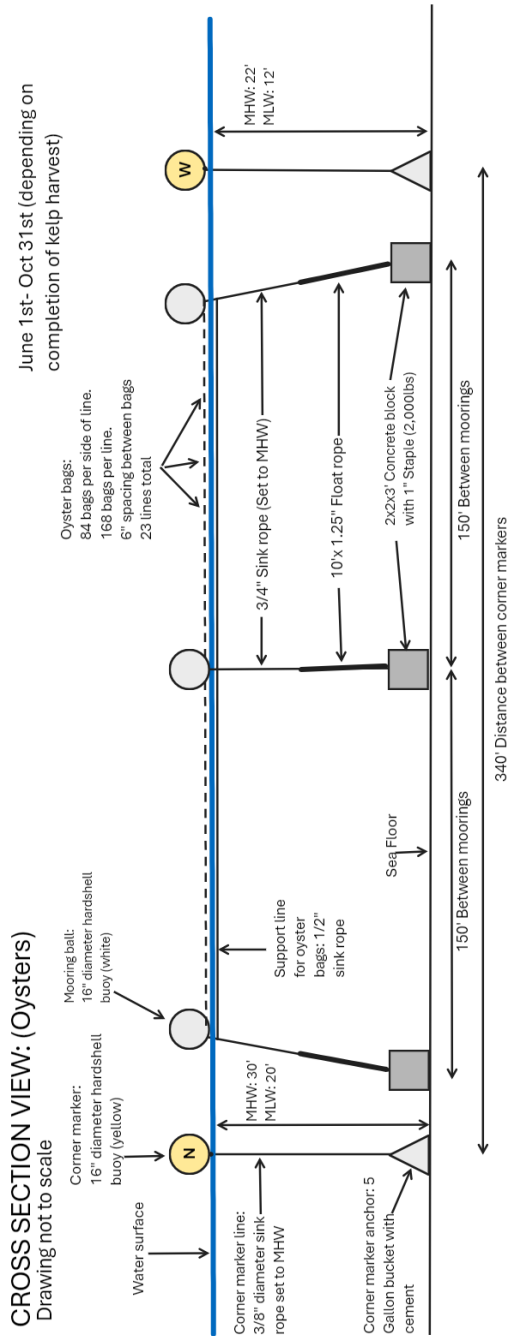 CROSS SECTION VIEW: (Oysters)
Drawing not to scale
June 1st- Oct 31st (depending on
completion of kelp harvest)
Corner marker:
16" diameter hardshell
buoy (yellow)
Mooring ball:
16" diameter hardshell
buoy (white)
Oyster bags:
84 bags per side of line.
168 bags per line.
6" spacing between bags
23 lines total
N
W
Water surface
MHW: 30'
MLW: 20'
Support line
for oyster
bags: 1/2"
sink rope
3/4" Sink rope (Set to MHW)
10'x 1.25" Float rope
MHW: 22'
MLW: 12'
Corner marker line:
3/8" diameter sink
rope set to MHW
Sea Floor
2x2x3' Concrete block
with 1" Staple (2,000lbs)
Corner marker anchor: 5
Gallon bucket with
cement
150' Between moorings
150' Between moorings
340' Distance between corner markers